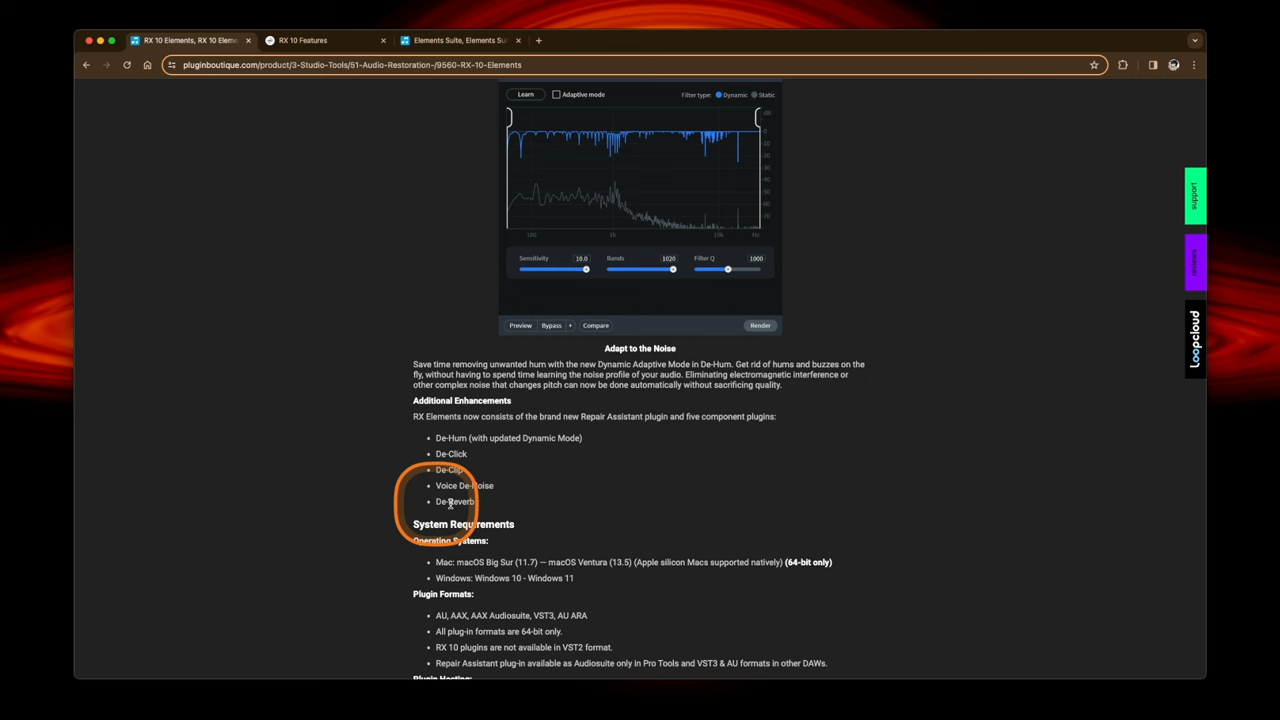 RX 10 Elements, RX 10 Eleme
RX 10 Features
Elements Suite, Elements Sui
pluginboutique.com/product/3-Studio-Tools/51-Audio-Restoration-/9560-RX-10-Elements
Learn
Adaptive mode
Filter type:
Dynamic
Static
100
1k
10k
Hz
Sensitivity
10.0
Bands
1020
Filter Q
1000
Preview
Bypass
+
Compare
Render
Adapt to the Noise
Save time removing unwanted hum with the new Dynamic Adaptive Mode in De-Hum. Get rid of hums and buzzes on the
fly, without having to spend time learning the noise profile of your audio. Eliminating electromagnetic interference or
other complex noise that changes pitch can now be done automatically without sacrificing quality.
Additional Enhancements
RX Elements now consists of the brand new Repair Assistant plugin and five component plugins:
• De-Hum (with updated Dynamic Mode)
• De-Click
• De-Clip
• Voice De-Noise
• De-Reverb
System Requirements
Operating Systems:
• Mac: macOS Big Sur (11.7) — macOS Ventura (13.5) (Apple silicon Macs supported natively) (64-bit only)
• Windows: Windows 10 - Windows 11
Plugin Formats:
• AU, AAX, AAX Audiosuite, VST3, AU ARA
• All plug-in formats are 64-bit only.
• RX 10 plugins are not available in VST2 format.
• Repair Assistant plug-in available as Audiosuite only in Pro Tools and VST3 & AU formats in other DAWs.
support
reviews
Loopcloud